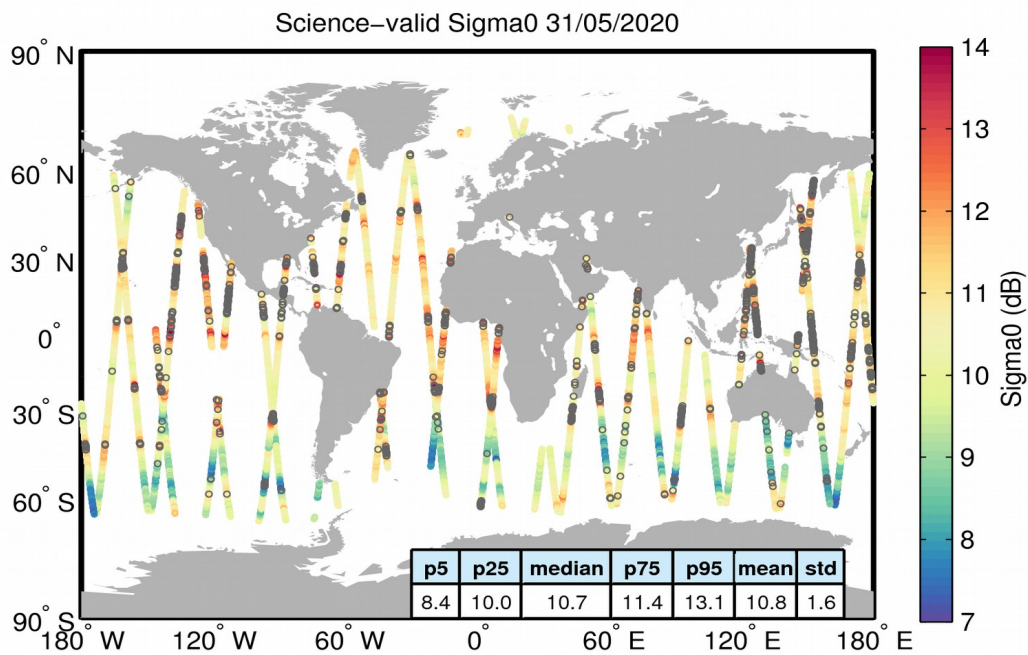 Science−valid Sigma0 31/05/2020
90° N
60° N
30° N
0°
30° S
60° S
90° S
180° W
120° W
60° W
0°
60° E
120° E
180° E
14
13
12
11
10
9
8
7
Sigma0 (dB)
p5 p25 median p75 p95 mean std
8.4 10.0 10.7 11.4 13.1 10.8 1.6